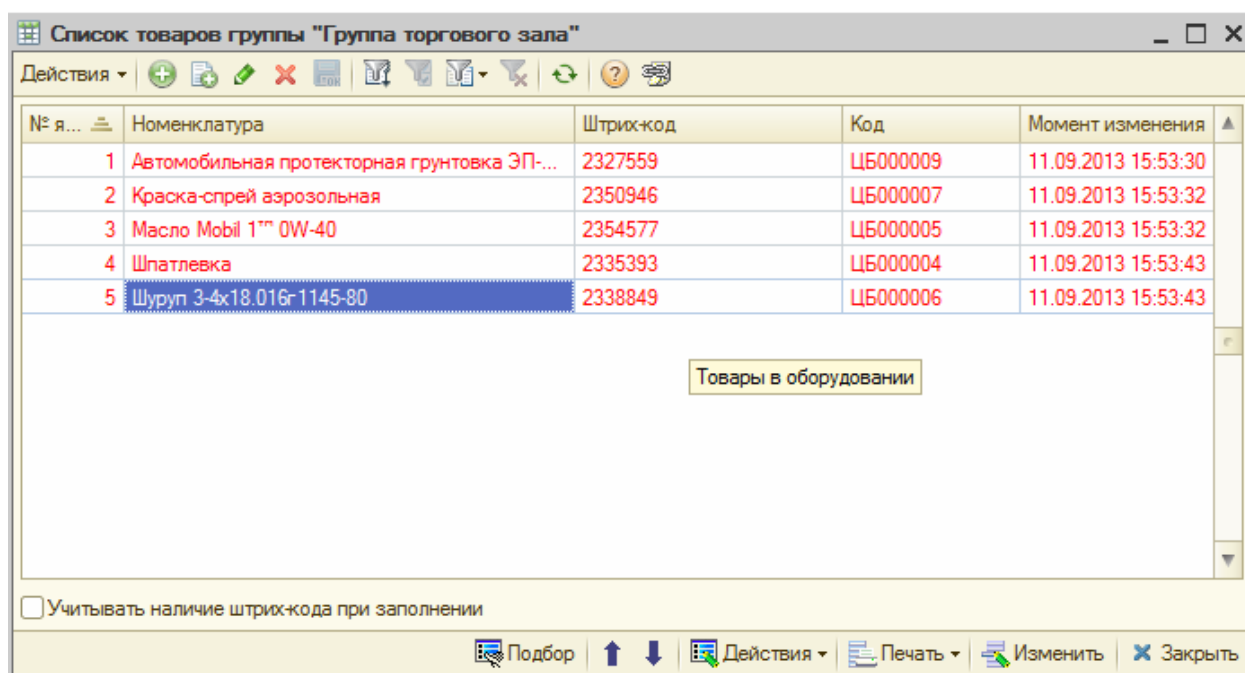 Список товаров группы "Группа торгового зала"
Действия
№ я... Номенклатура Штрих-код Код Момент изменения
1 Автомобильная протекторная грунтовка ЭП-... 2327559 ЦБ000009 11.09.2013 15:53:30
2 Краска-спрей аэрозольная 2350946 ЦБ000007 11.09.2013 15:53:32
3 Масло Mobil 1™ 0W-40 2354577 ЦБ000005 11.09.2013 15:53:32
4 Шпатлевка 2335393 ЦБ000004 11.09.2013 15:53:43
5 Шуруп 3-4х18.016г1145-80 2338849 ЦБ000006 11.09.2013 15:53:43
Товары в оборудовании
Учитывать наличие штрих-кода при заполнении
Подбор Действия Печать Изменить Закрыть